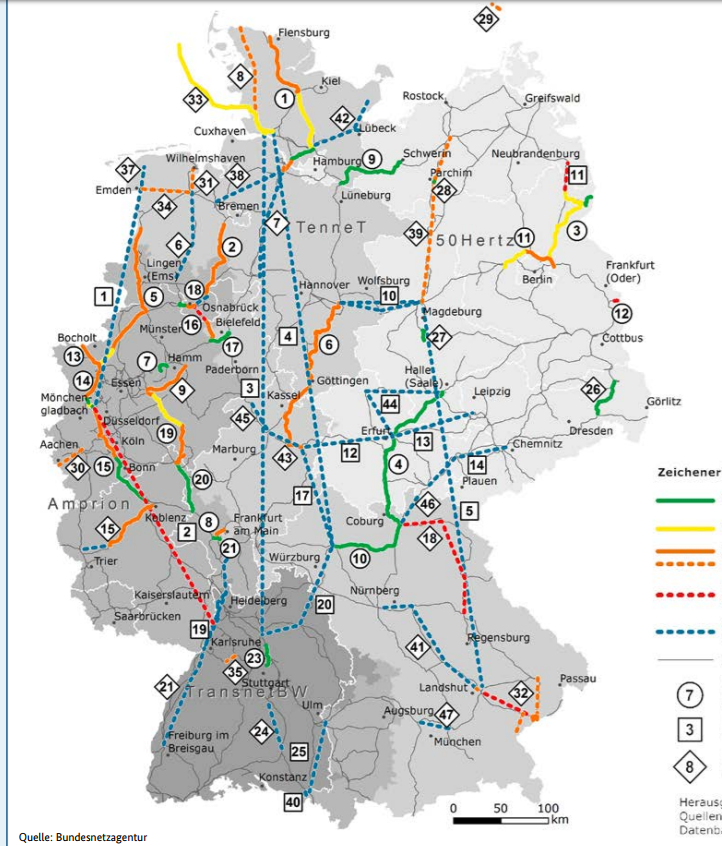 29
Flensburg
8
Kiel
33
1
Rostock
Greifswald
42
Lübeck
Cuxhaven
9
Schwerin
Neubrandenburg
Wilhelmshaven
Hamburg
37
31
38
Parchim
11
Emden
28
Lüneburg
34
Bremen
7
TenneT
39
50Hertz
11
3
6
2
Lingen
(Ems)
Berlin
Frankfurt
(Oder)
1
5
18
Hannover
Wolfsburg
10
Osnabrück
Magdeburg
12
16
Bielefeld
Münster
17
4
6
27
Cottbus
Bocholt
13
7
Hamm
Paderborn
Halle
(Saale)
14
Essen
9
3
Göttingen
Leipzig
26
Mönchen
gladbach
Kassel
44
Görlitz
Düsseldorf
45
Erfurt
Dresden
19
13
Köln
Chemnitz
Aachen
Marburg
43
12
4
14
30
15
Bonn
20
Plauen
Zeichener
17
46
5
Amprion
Koblenz
8
Frankfurt
am Main
Coburg
15
2
18
21
10
Trier
Würzburg
Nürnberg
Kaiserslautern
Heidelberg
20
Saarbrücken
19
Karlsruhe
Regensburg
23
41
35
Stuttgart
21
TransnetBW
Landshut
32
Passau
7
Ulm
Augsburg
47
3
24
Freiburg im
Breisgau
25
München
8
Konstanz
40
0 50 100
km
Herausg
Quellen
Datenba
Quelle: Bundesnetzagentur